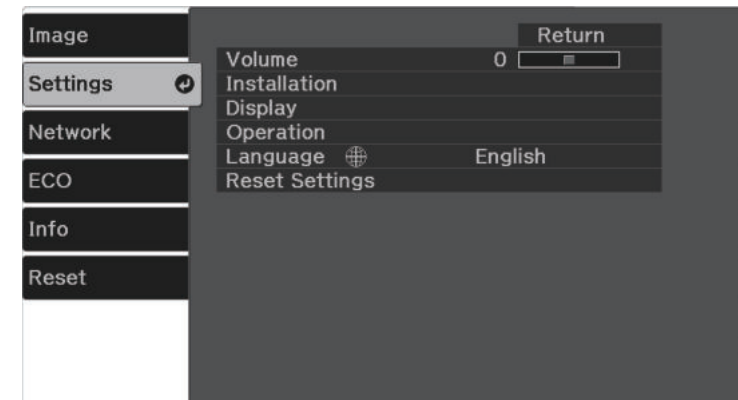 Image
Settings
Network
ECO
Info
Reset
Return
Volume 0
Installation
Display
Operation
Language English
Reset Settings